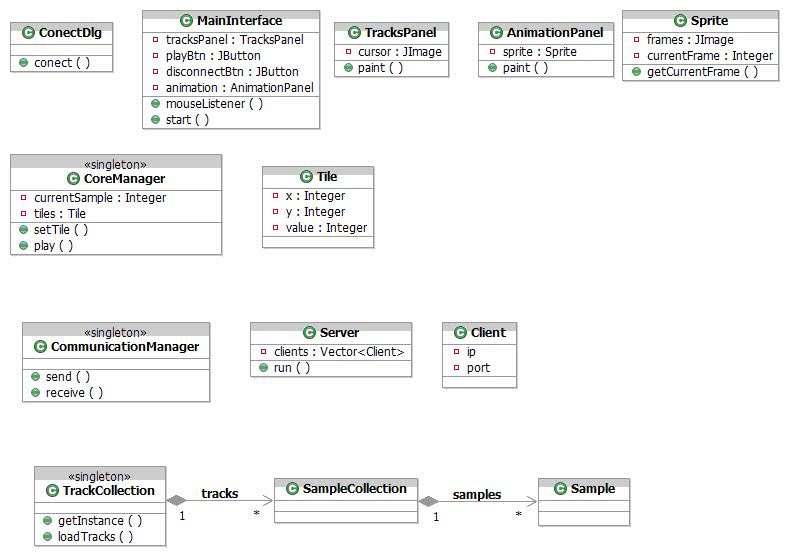 ConectDlg
conect ( )
MainInterface
tracksPanel : TracksPanel
playBtn : JButton
disconnectBtn : JButton
animation : AnimationPanel
mouseListener ( )
start ( )
TracksPanel
cursor : JImage
paint ( )
AnimationPanel
sprite : Sprite
paint ( )
Sprite
frames : JImage
currentFrame : Integer
getCurrentFrame ( )
«singleton»
CoreManager
currentSample : Integer
tiles : Tile
setTile ( )
play ( )
Tile
x : Integer
y : Integer
value : Integer
«singleton»
CommunicationManager
send ( )
receive ( )
Server
clients : Vector<Client>
run ( )
Client
ip
port
«singleton»
TrackCollection
getInstance ( )
loadTracks ( )
tracks
1
*
SampleCollection
samples
1
*
Sample